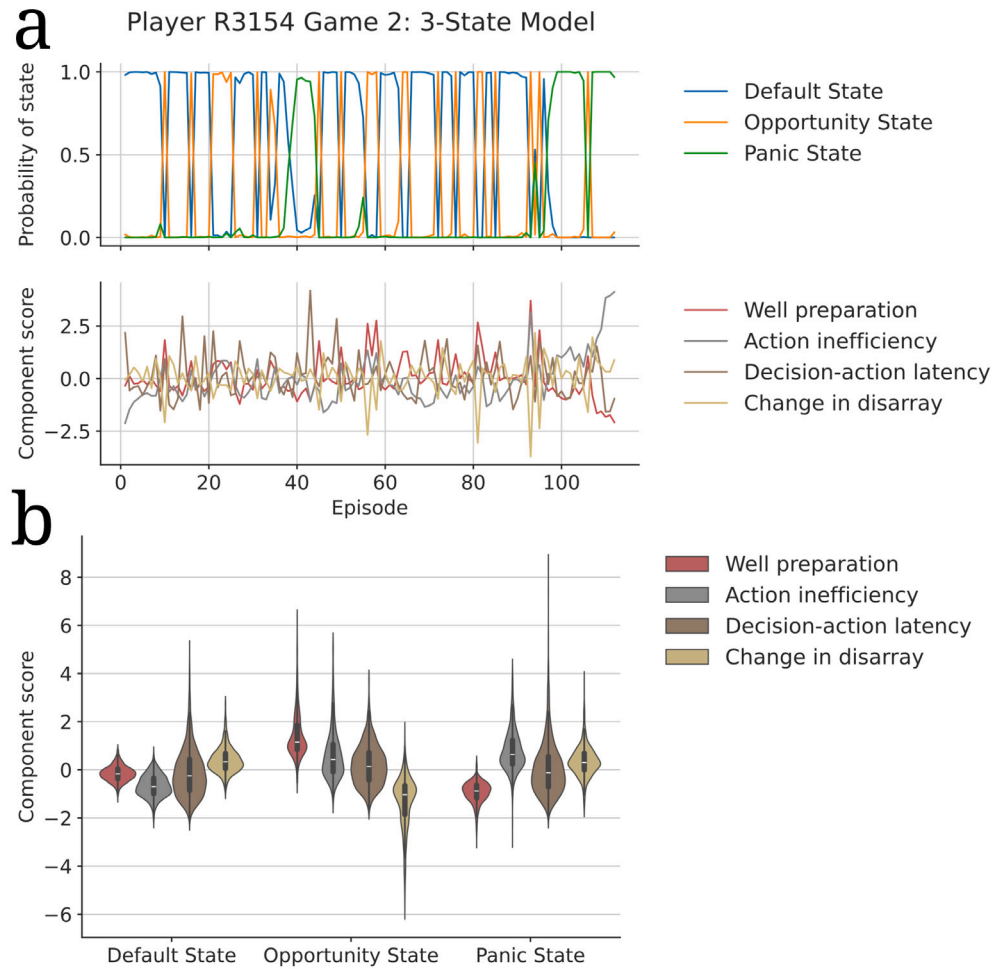 a
Player R3154 Game 2: 3-State Model
Probability of state
1.0
0.5
0.0
Default State
Opportunity State
Panic State
Component score
2.5
0.0
−2.5
0 20 40 60 80 100
Episode
Well preparation
Action inefficiency
Decision-action latency
Change in disarray
b
Component score
8
6
4
2
0
−2
−4
−6
Default State Opportunity State Panic State
Well preparation
Action inefficiency
Decision-action latency
Change in disarray